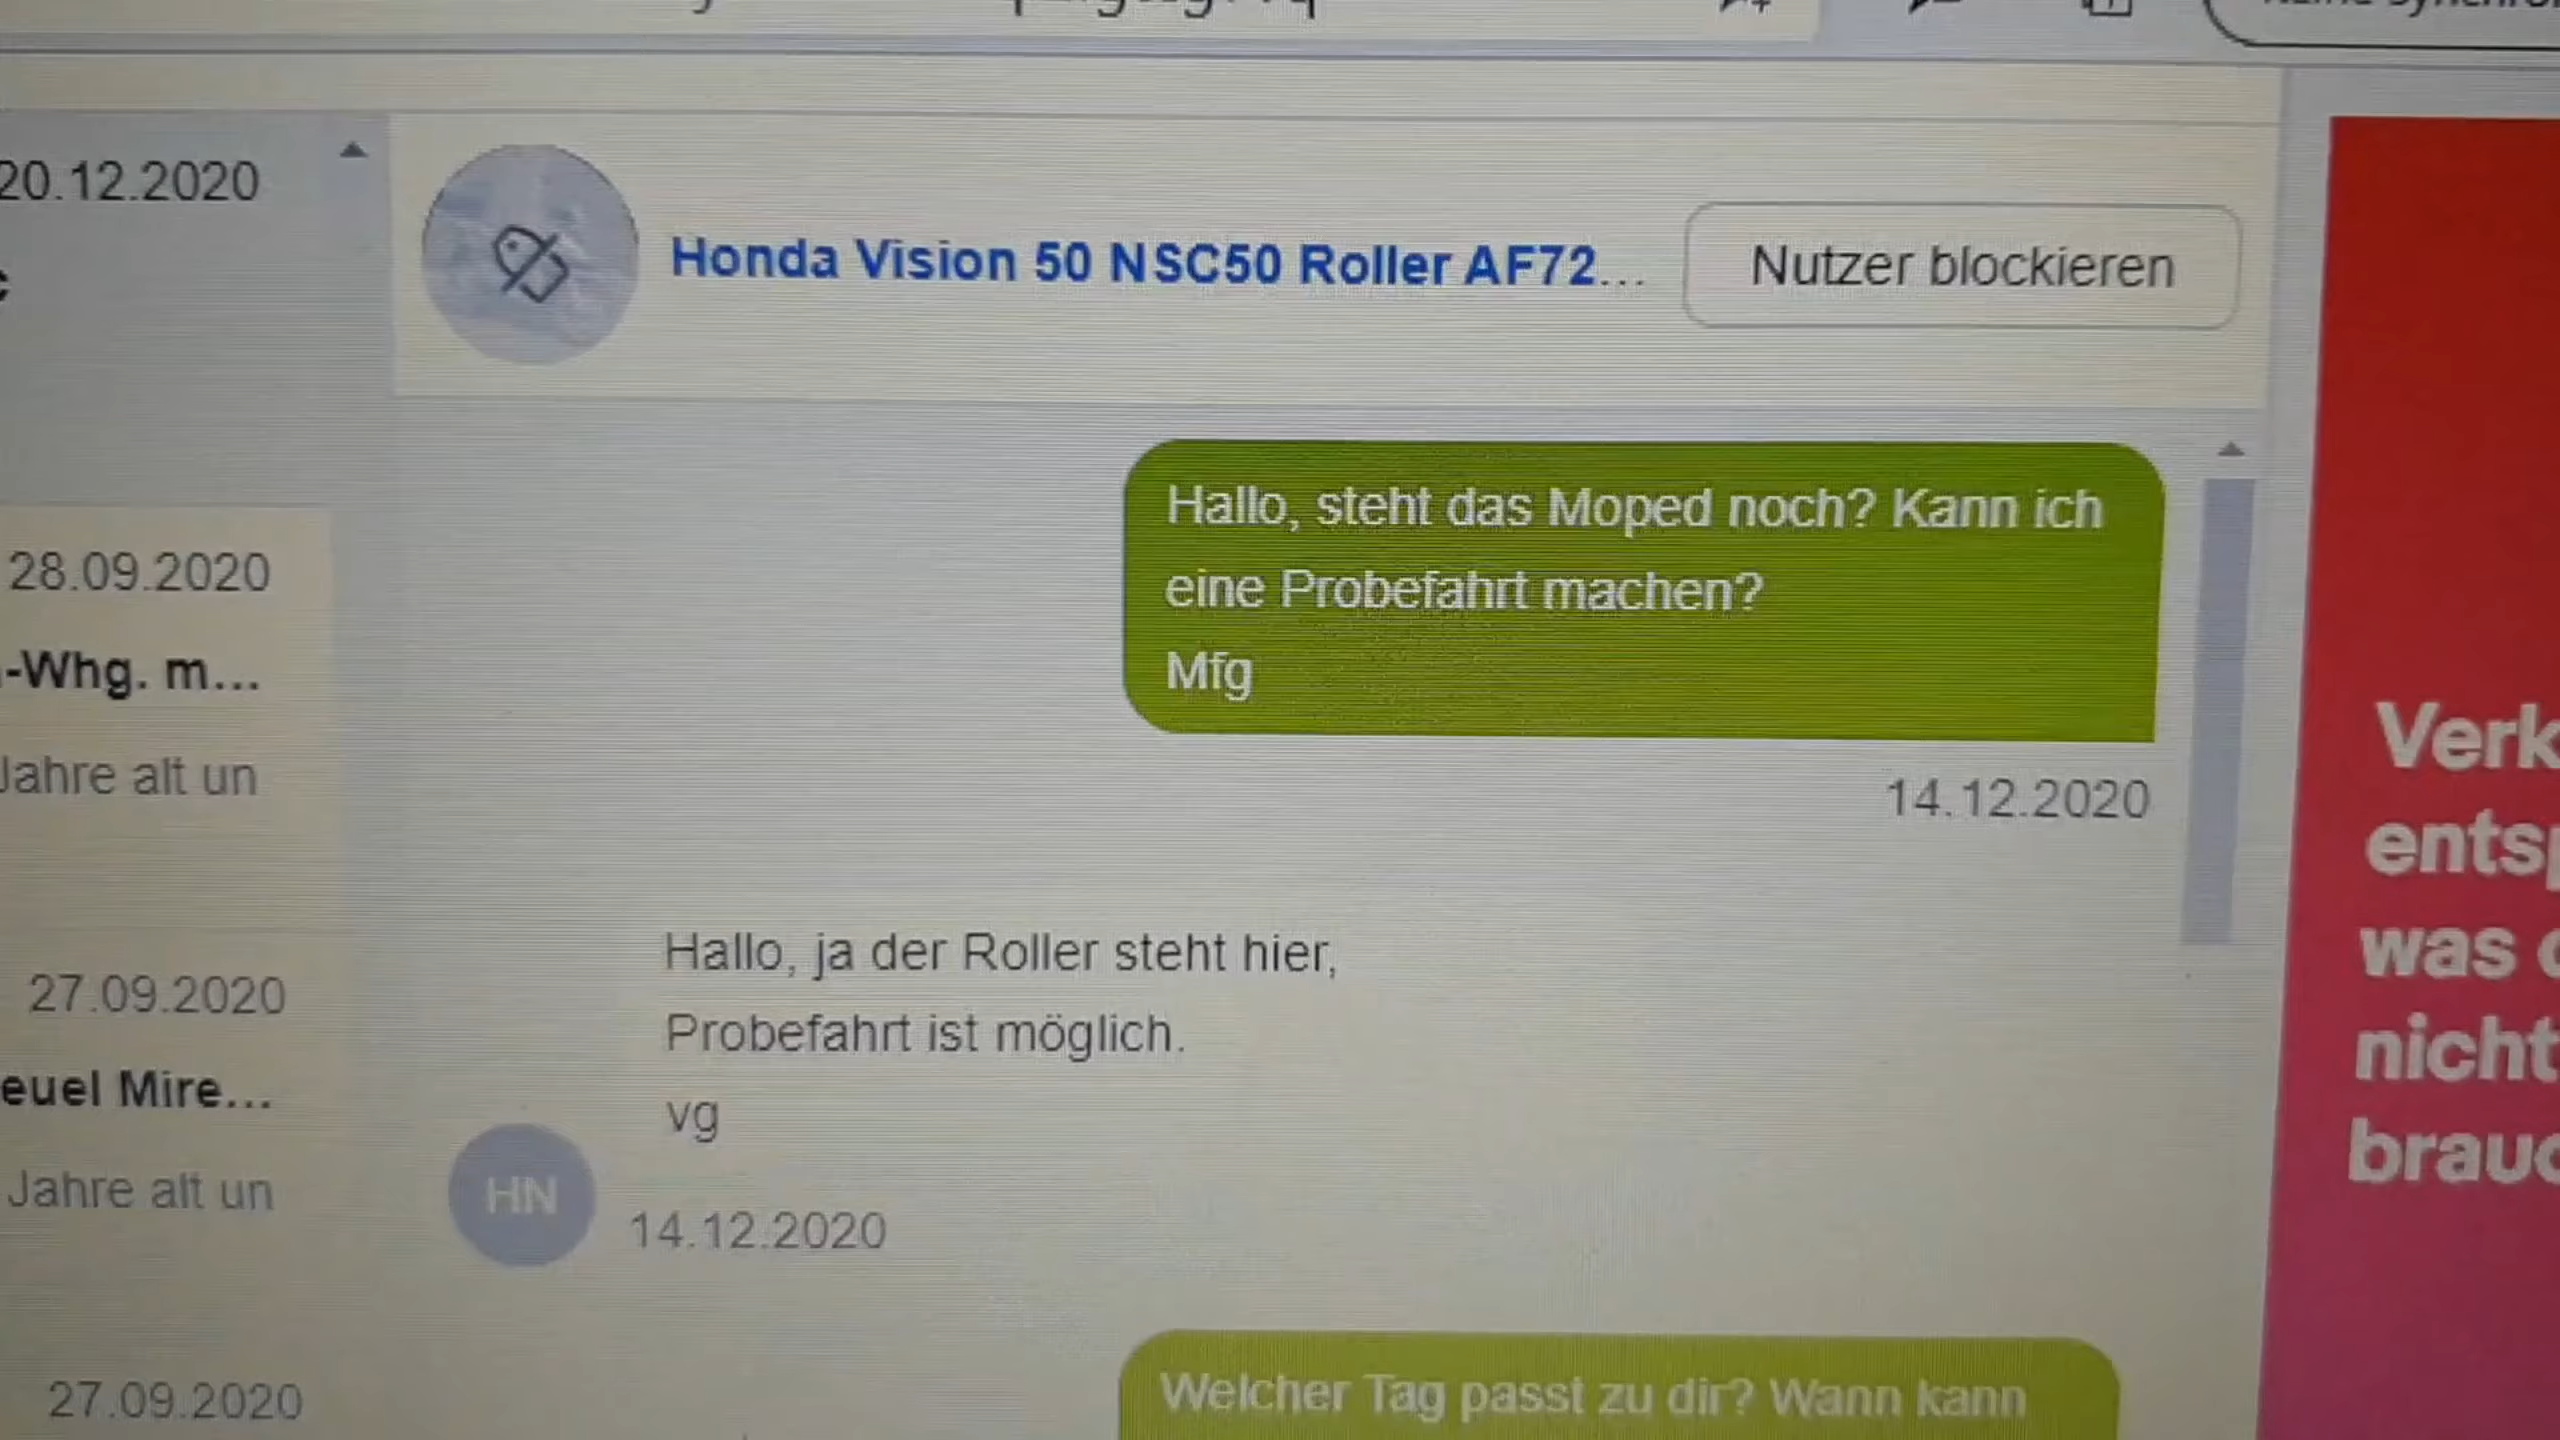 20.12.2020
Honda Vision 50 NSC50 Roller AF72...
Nutzer blockieren
28.09.2020
-Whg. m...
Jahre alt un
27.09.2020
euel Mire...
Jahre alt un
27.09.2020
Hallo, steht das Moped noch? Kann ich
eine Probefahrt machen?
Mfg
14.12.2020
Hallo, ja der Roller steht hier,
Probefahrt ist möglich.
vg
HN
14.12.2020
Welcher Tag passt zu dir? Wann kann
Verk
ents
was
nicht
brauc